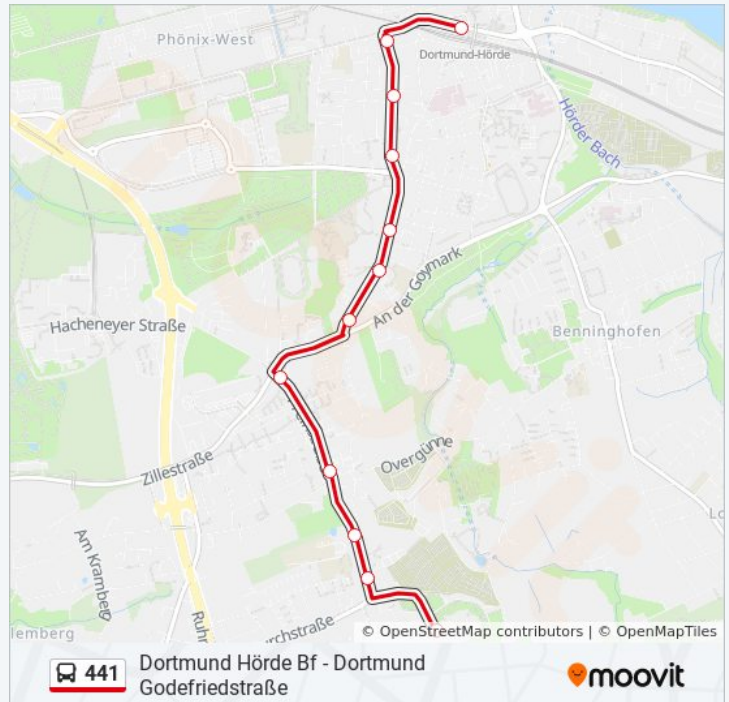 Phönix-West
Dortmund-Hörde
Hörder Bach
An der Goymark
Hacheneyer Straße
Benninghofen
Overgünne
Zillestraße
Am Kramberg
Ruhr
lemberg
urchstraße
Lo
© OpenStreetMap contributors | © OpenMapTiles
441
Dortmund Hörde Bf - Dortmund
Godefriedstraße
moovit